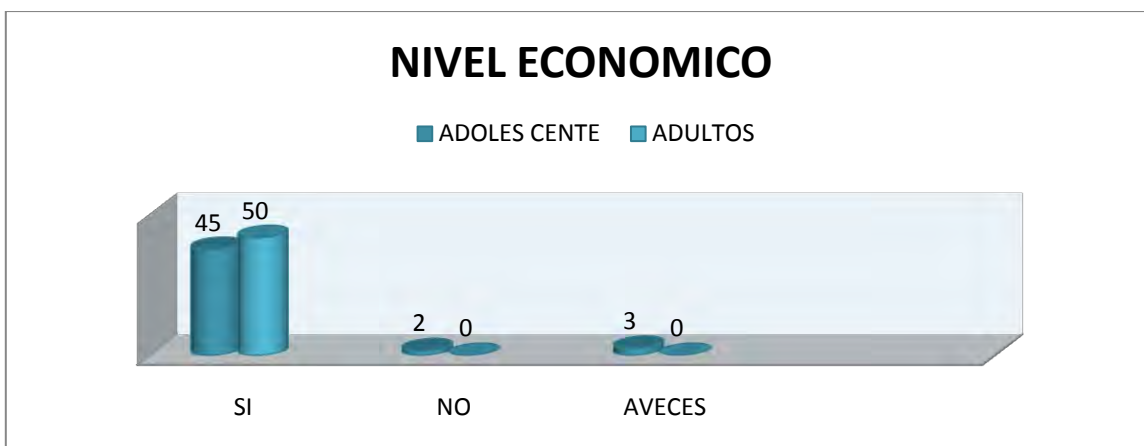 NIVEL ECONOMICO
ADOLES CENTE ADULTOS
45 50
2 0
3 0
SI NO AVECES